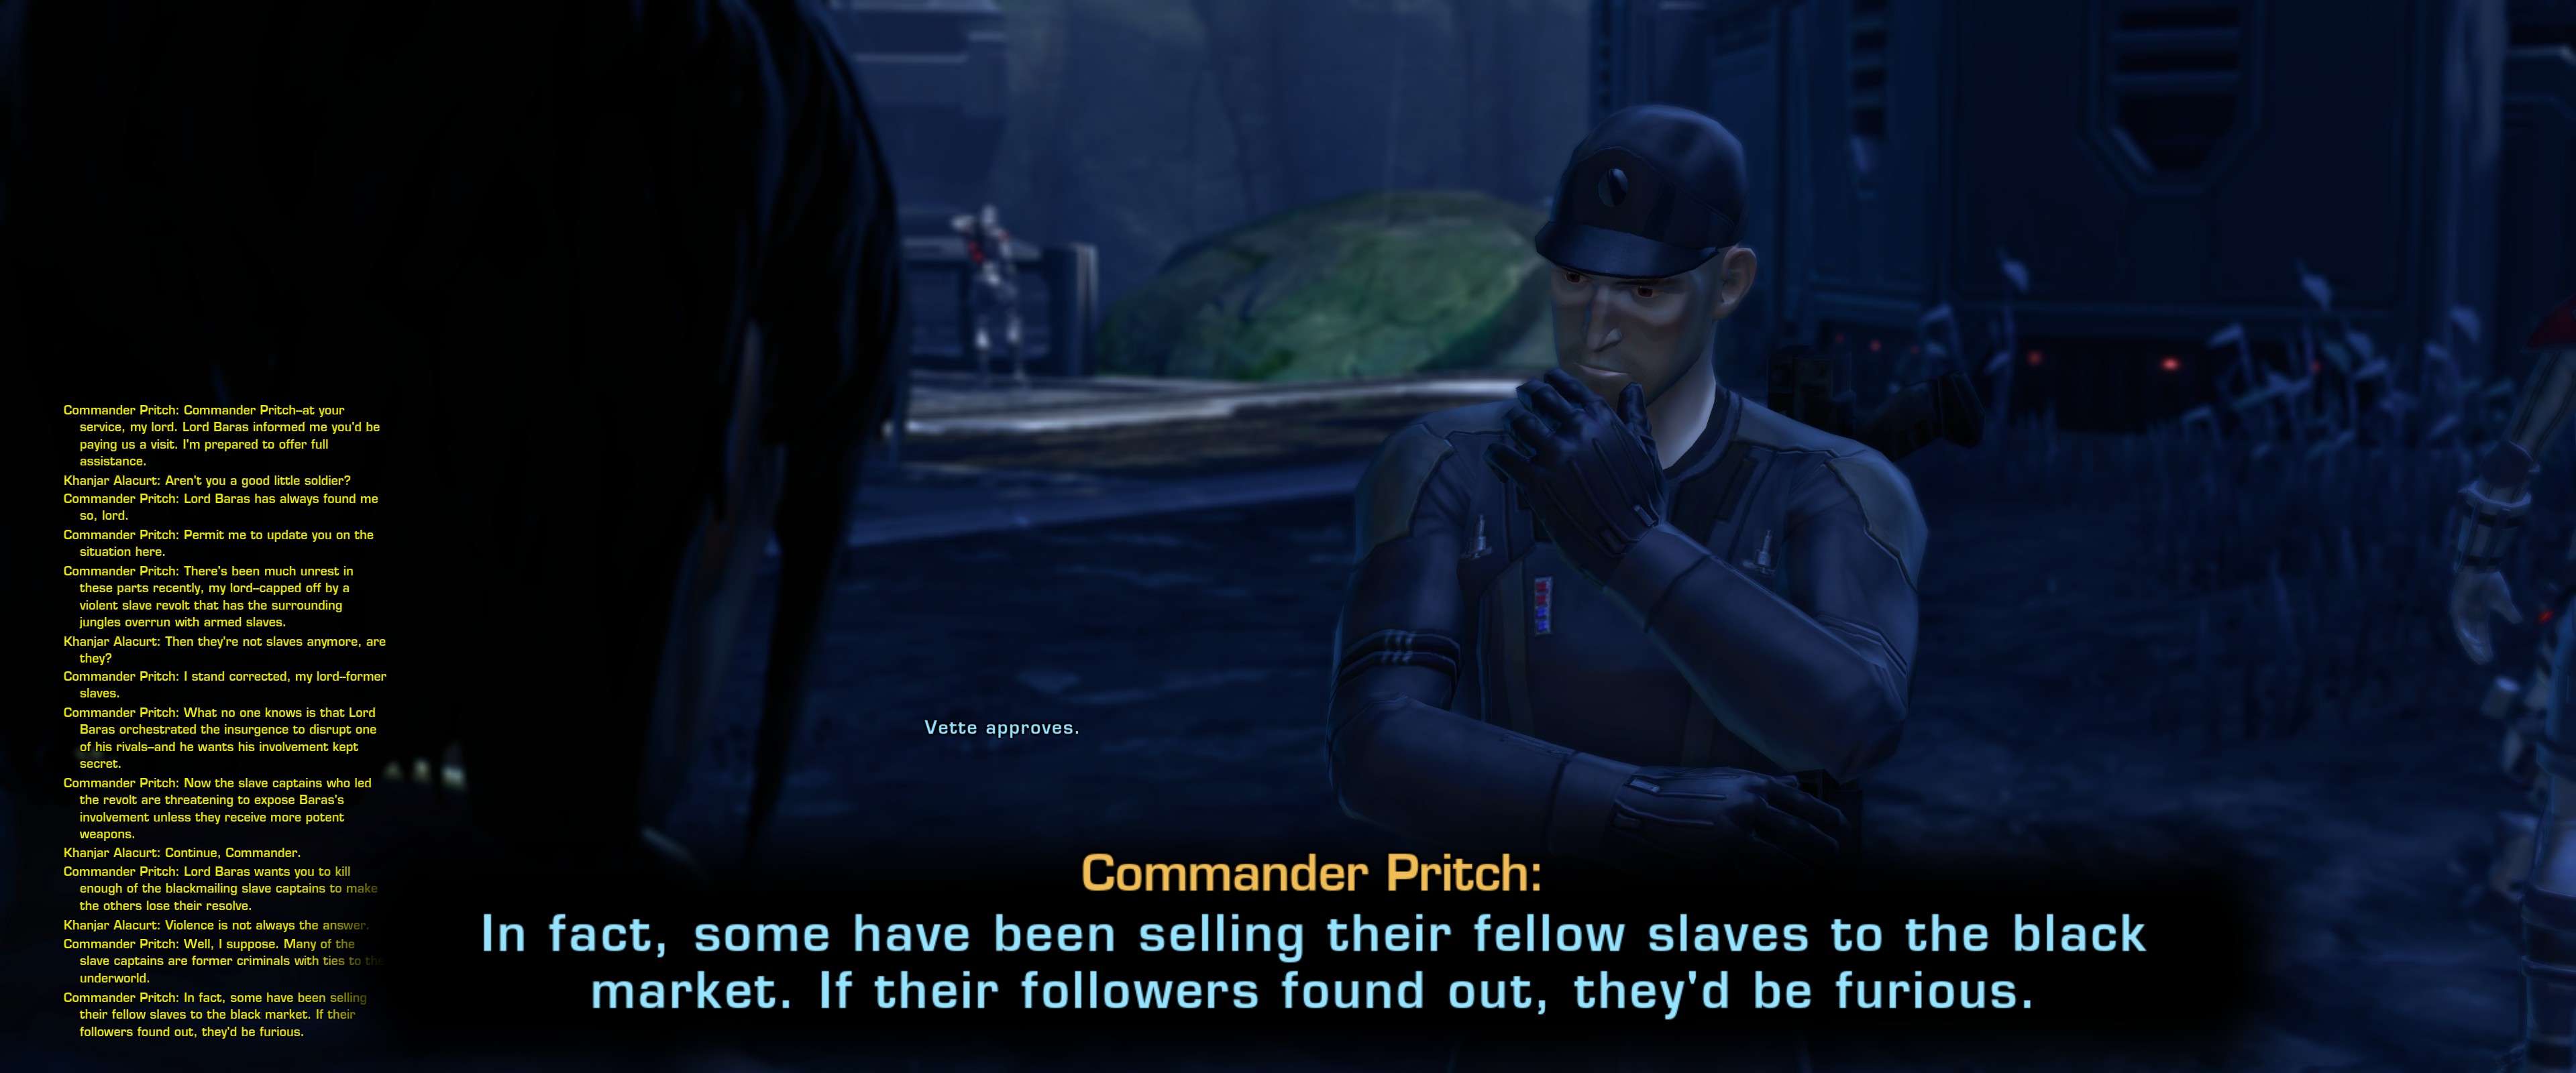 Commander Pritch: Commander Pritch—at your
service, my lord. Lord Baras informed me you'd be
paying us a visit. I'm prepared to offer full
assistance.
Khanjar Alacurt: Aren't you a good little soldier?
Commander Pritch: Lord Baras has always found me
so, lord.
Commander Pritch: Permit me to update you on the
situation here.
Commander Pritch: There's been much unrest in
these parts recently, my lord—capped off by a
violent slave revolt that has the surrounding
jungles overrun with armed slaves.
Khanjar Alacurt: Then they're not slaves anymore, are
they?
Commander Pritch: I stand corrected, my lord—former
slaves.
Commander Pritch: What no one knows is that Lord
Baras orchestrated the insurgence to disrupt one
of his rivals—and he wants his involvement kept
secret.
Commander Pritch: Now the slave captains who led
the revolt are threatening to expose Baras's
involvement unless they receive more potent
weapons.
Khanjar Alacurt: Continue, Commander.
Commander Pritch: Lord Baras wants you to kill
enough of the blackmailing slave captains to make
the others lose their resolve.
Khanjar Alacurt: Violence is not always the answer.
Commander Pritch: Well, I suppose. Many of the
slave captains are former criminals with ties to the
underworld.
Commander Pritch: In fact, some have been selling
their fellow slaves to the black market. If their
followers found out, they'd be furious.
Vette approves.
Commander Pritch:
In fact, some have been selling their fellow slaves to the black
market. If their followers found out, they'd be furious.